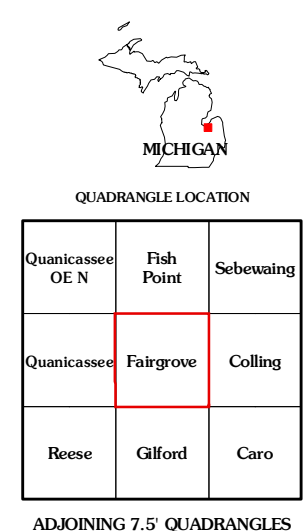 MICHIGAN
QUADRANGLE LOCATION
Quanicassee OE N
Fish Point
Sebewaing
Quanicassee
Fairgrove
Colling
Reese
Gilford
Caro
ADJOINING 7.5' QUADRANGLES